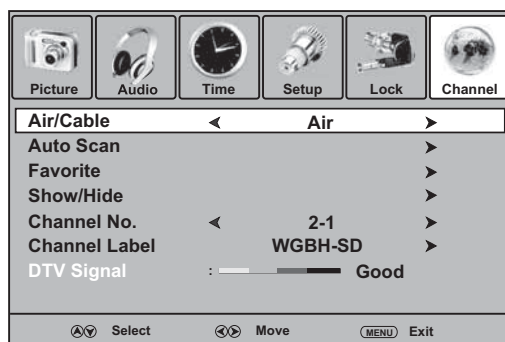 Picture Audio Time Setup Lock Channel
Air/Cable Air
Auto Scan
Favorite
Show/Hide
Channel No. 2-1
Channel Label WGBH-SD
DTV Signal : Good
Select Move MENU Exit